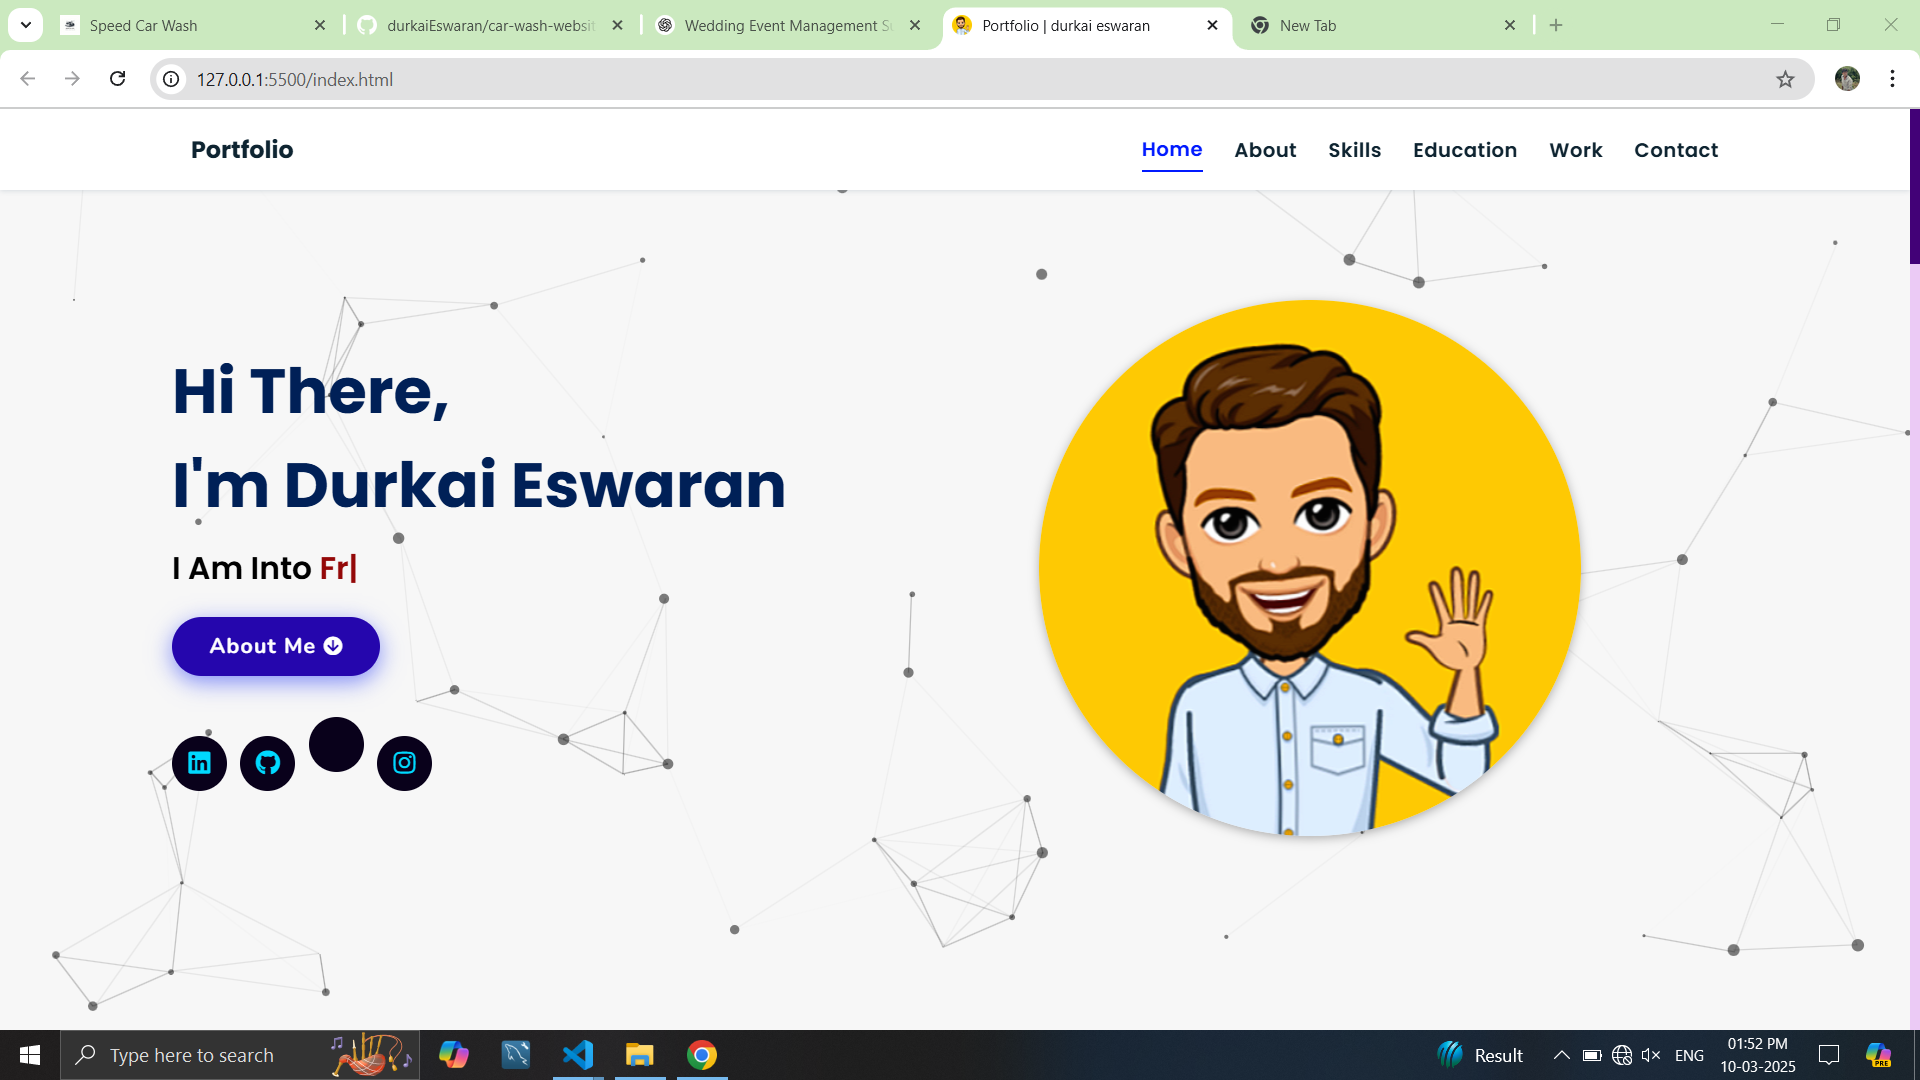 Speed Car Wash
durkaiEswaran/car-wash-websit
Wedding Event Management Se
Portfolio | durkai eswaran
New Tab
127.0.0.1:5500/index.html
Portfolio
Home
About
Skills
Education
Work
Contact
Hi There,
I'm Durkai Eswaran
I Am Into Fr|
About Me
Type here to search
Result
ENG
01:52 PM
10-03-2025
PRE